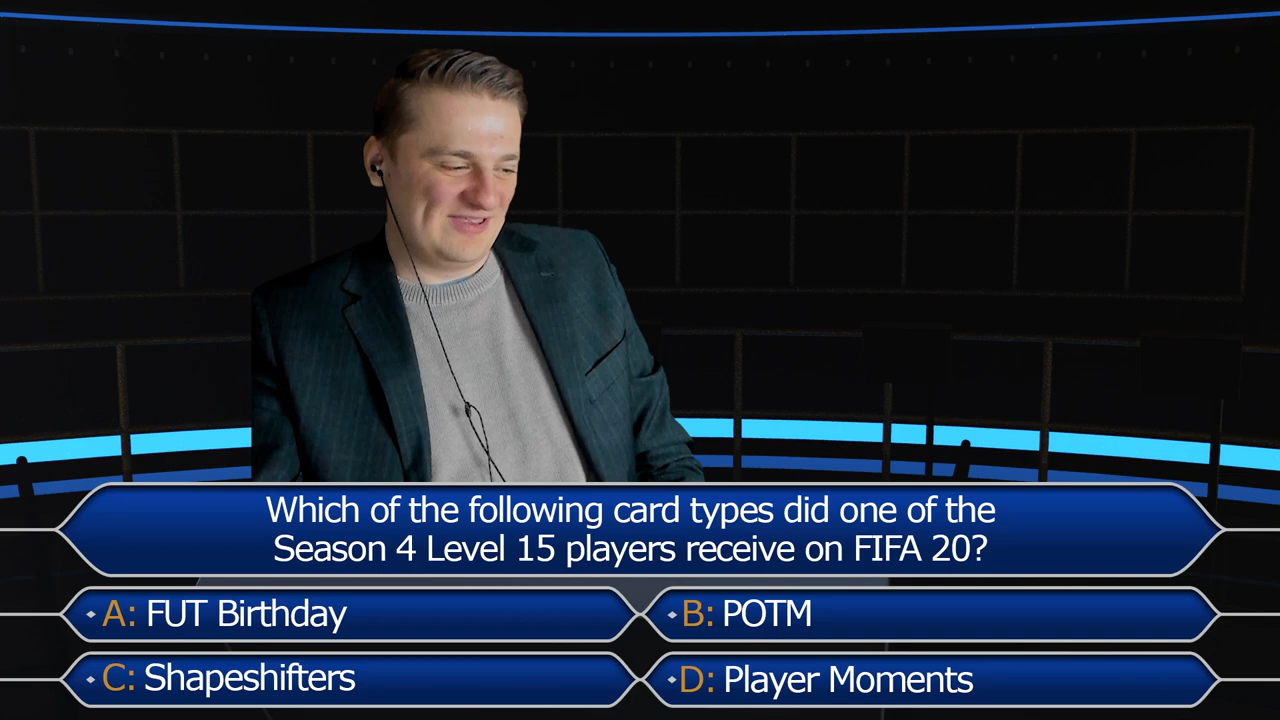 Which of the following card types did one of the
Season 4 Level 15 players receive on FIFA 20?
A: FUT Birthday
B: POTM
C: Shapeshifters
D: Player Moments